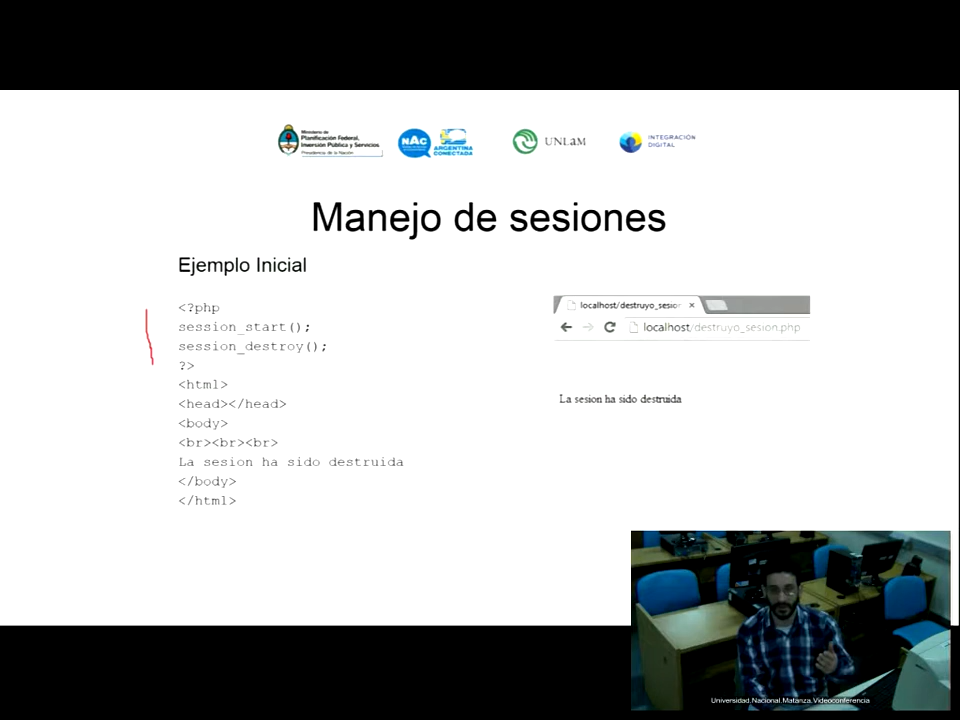 Ministerio de
Planificación Federal,
Inversión Pública y Servicios
Presidencia de la Nación
NAC
ARGENTINA
CONECTADA
UNLaM
INTEGRACIÓN
DIGITAL
Manejo de sesiones
Ejemplo Inicial
<?php
session_start();
session_destroy();
?>
<html>
<head></head>
<body>
<br><br><br>
La sesion ha sido destruida
</body>
</html>
localhost/destruyo_sesior ×
localhost/destruyo_sesion.php
La sesion ha sido destruida
Universidad.Nacional.Matanza.Videoconferencia